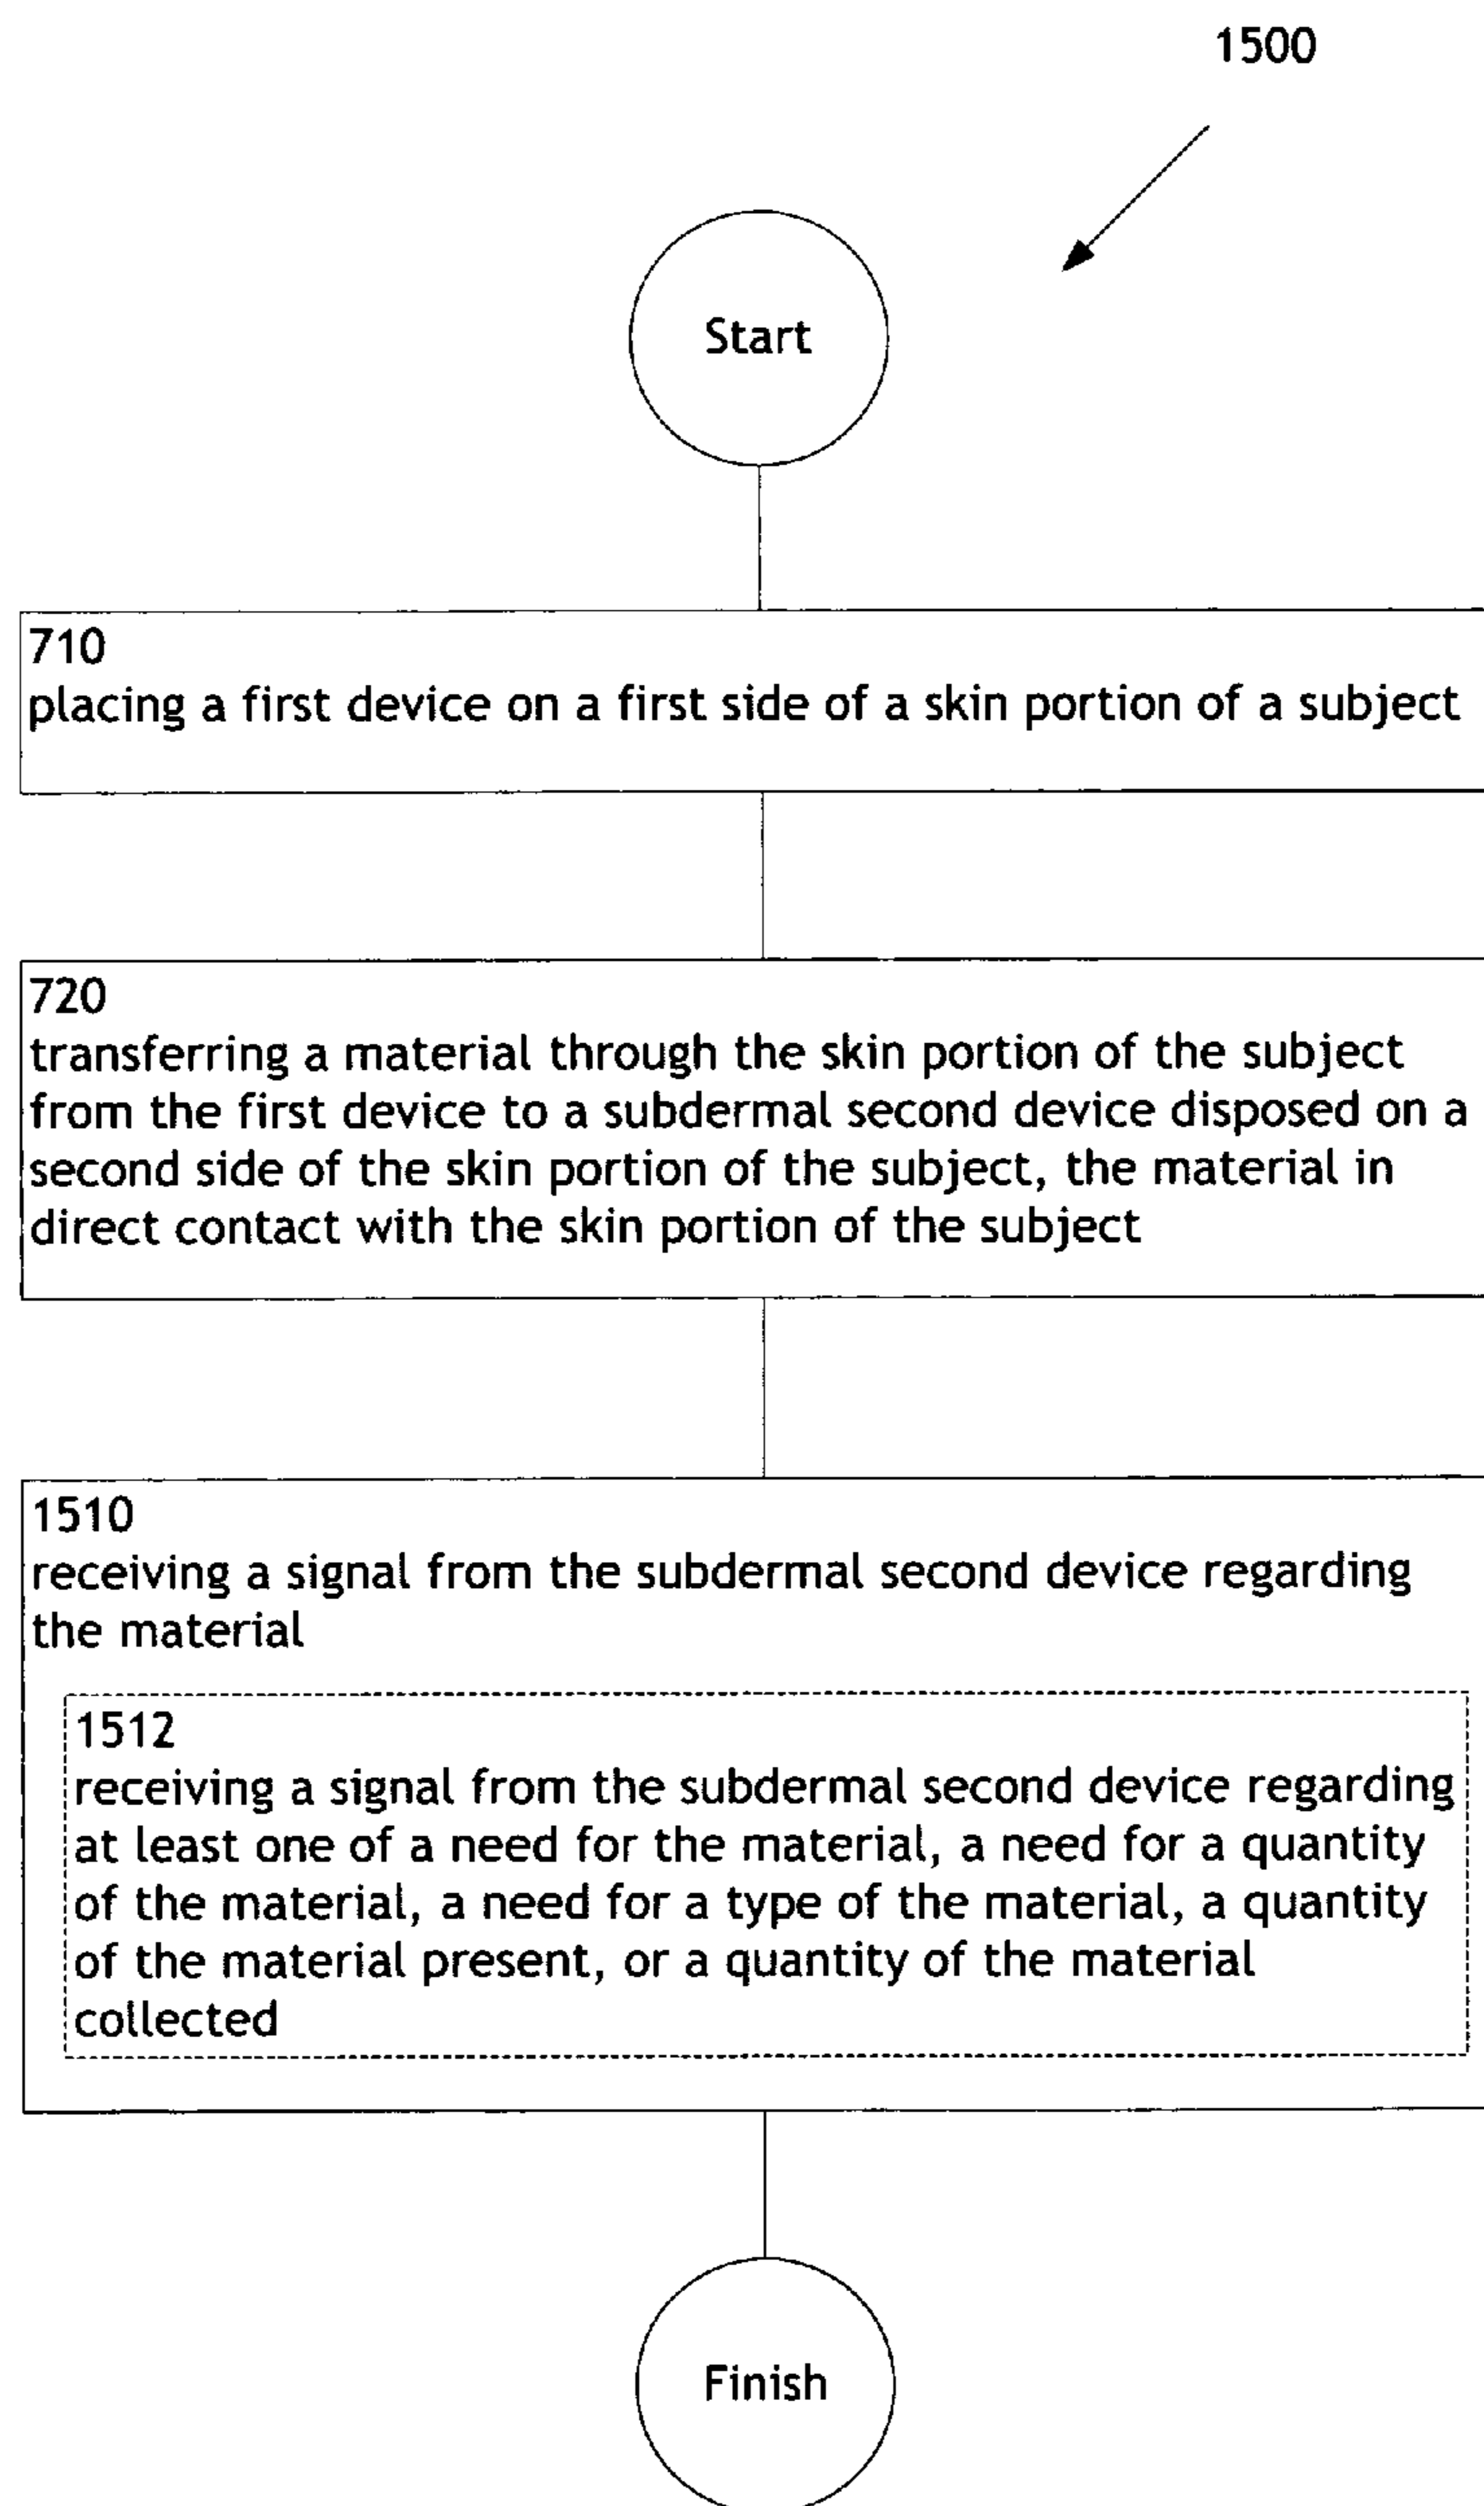 1500
Start
710
placing a first device on a first side of a skin portion of a subject
720
transferring a material through the skin portion of the subject
from the first device to a subdermal second device disposed on a
second side of the skin portion of the subject, the material in
direct contact with the skin portion of the subject
1510
receiving a signal from the subdermal second device regarding
the material
1512
receiving a signal from the subdermal second device regarding
at least one of a need for the material, a need for a quantity
of the material, a need for a type of the material, a quantity
of the material present, or a quantity of the material
collected
Finish